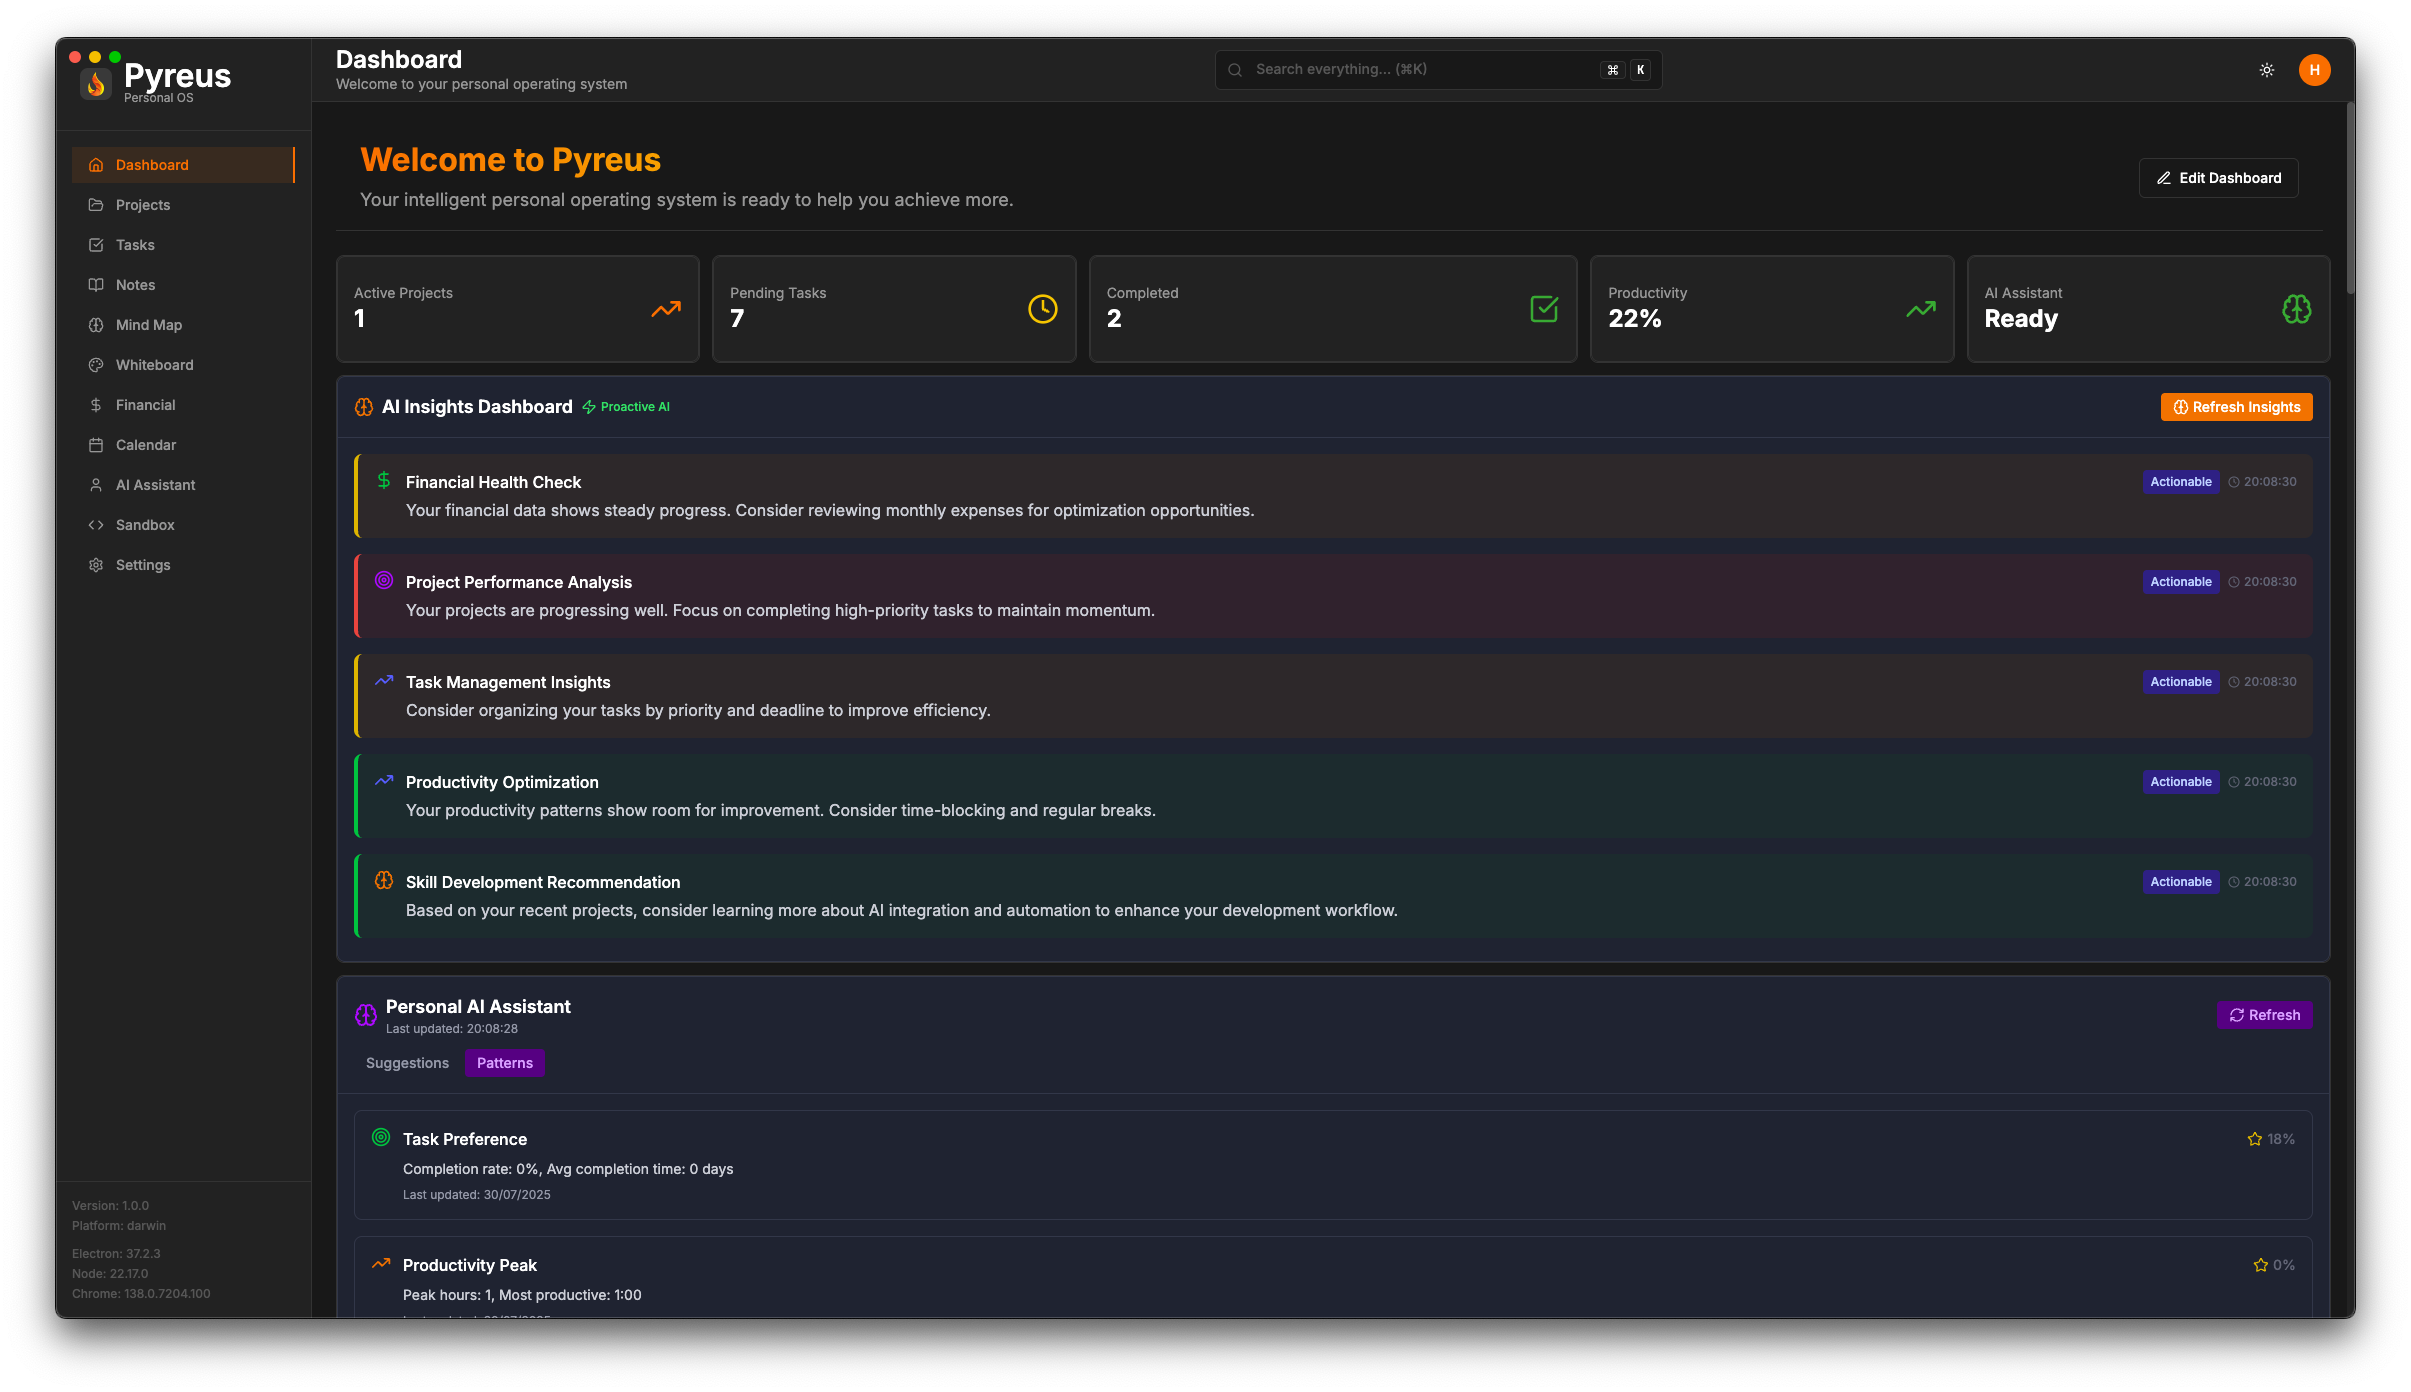 Pyreus
Personal OS
Dashboard
Welcome to your personal operating system
Search everything... (⌘K)
⌘ K
H
Dashboard
Projects
Tasks
Notes
Mind Map
Whiteboard
Financial
Calendar
AI Assistant
Sandbox
Settings
Version: 1.0.0
Platform: darwin
Electron: 37.2.3
Node: 22.17.0
Chrome: 138.0.7204.100
Welcome to Pyreus
Your intelligent personal operating system is ready to help you achieve more.
Edit Dashboard
Active Projects
1
Pending Tasks
7
Completed
2
Productivity
22%
AI Assistant
Ready
AI Insights Dashboard
Proactive AI
Refresh Insights
Financial Health Check
Actionable
20:08:30
Your financial data shows steady progress. Consider reviewing monthly expenses for optimization opportunities.
Project Performance Analysis
Actionable
20:08:30
Your projects are progressing well. Focus on completing high-priority tasks to maintain momentum.
Task Management Insights
Actionable
20:08:30
Consider organizing your tasks by priority and deadline to improve efficiency.
Productivity Optimization
Actionable
20:08:30
Your productivity patterns show room for improvement. Consider time-blocking and regular breaks.
Skill Development Recommendation
Actionable
20:08:30
Based on your recent projects, consider learning more about AI integration and automation to enhance your development workflow.
Personal AI Assistant
Last updated: 20:08:28
Refresh
Suggestions
Patterns
Task Preference
18%
Completion rate: 0%, Avg completion time: 0 days
Last updated: 30/07/2025
Productivity Peak
0%
Peak hours: 1, Most productive: 1:00